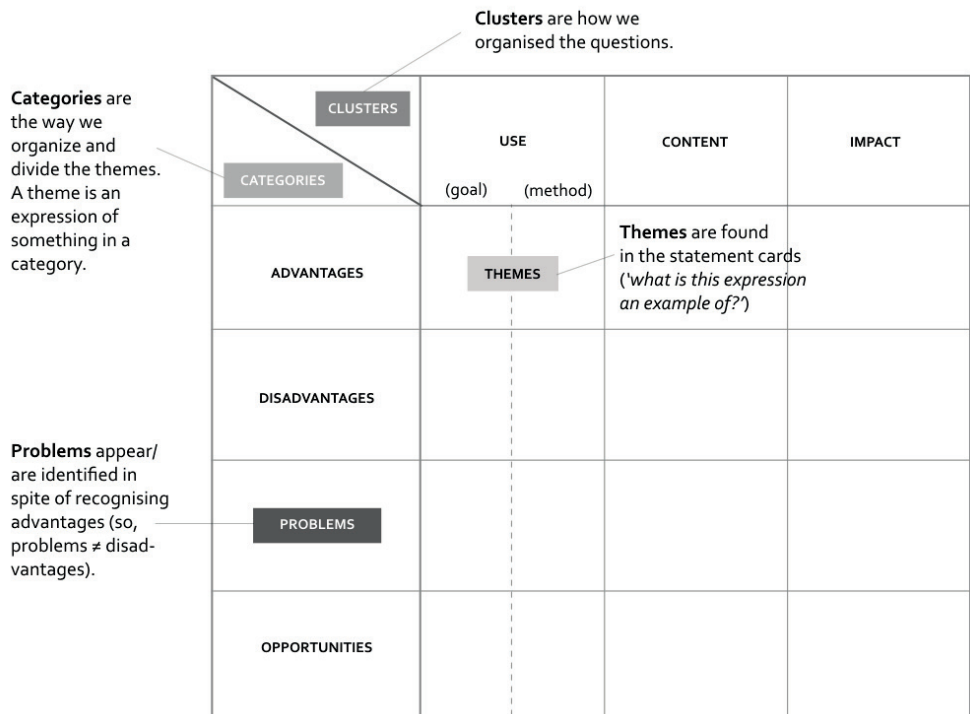 Clusters are how we
organised the questions.
Categories are
the way we
organize and
divide the themes.
A theme is an
expression of
something in a
category.
CLUSTERS
CATEGORIES
USE
(goal) (method)
CONTENT
IMPACT
ADVANTAGES
THEMES
Themes are found
in the statement cards
('what is this expression
an example of?')
DISADVANTAGES
Problems appear/
are identified in
spite of recognising
advantages (so,
problems ≠ disad-
vantages).
PROBLEMS
OPPORTUNITIES